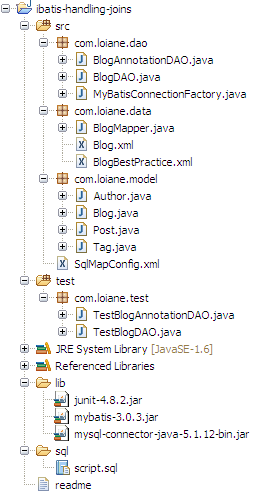 ibatis-handling-joins
src
com.loiane.dao
BlogAnnotationDAO.java
BlogDAO.java
MyBatisConnectionFactory.java
com.loiane.data
BlogMapper.java
Blog.xml
BlogBestPractice.xml
com.loiane.model
Author.java
Blog.java
Post.java
Tag.java
SqlMapConfig.xml
test
com.loiane.test
TestBlogAnnotationDAO.java
TestBlogDAO.java
JRE System Library [JavaSE-1.6]
Referenced Libraries
lib
junit-4.8.2.jar
mybatis-3.0.3.jar
mysql-connector-java-5.1.12-bin.jar
sql
script.sql
readme